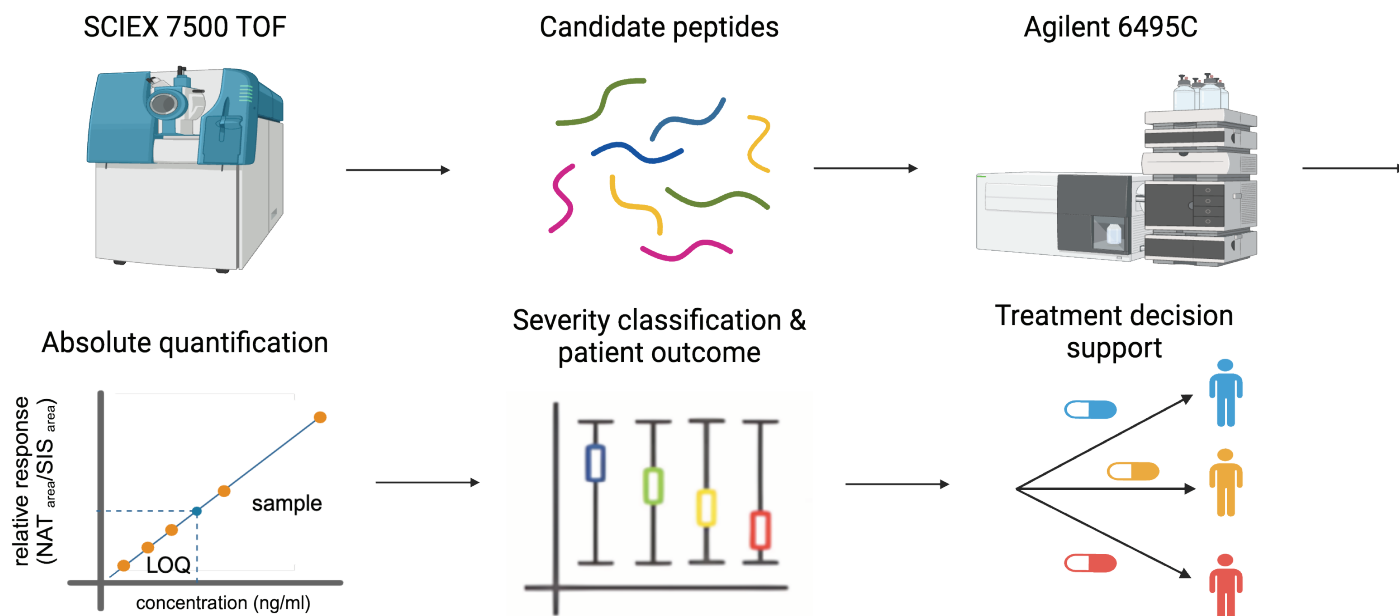 SCIEX 7500 TOF
Candidate peptides
Agilent 6495C
Absolute quantification
relative response
(NAT area/SIS area)
sample
LOQ
concentration (ng/ml)
Severity classification &
patient outcome
Treatment decision
support